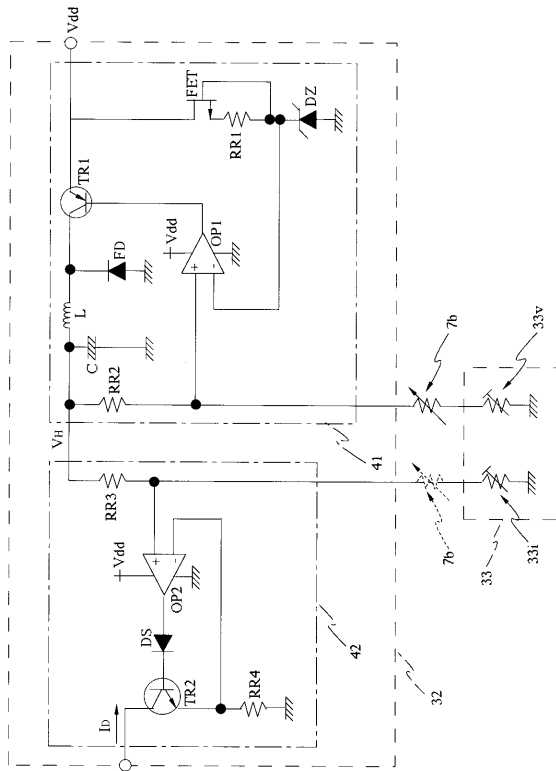 Vdd
FET
RR1
DZ
TR1
Vdd
OP1
+
-
FD
L
C
RR2
VH
41
7b
33v
RR3
Vdd
OP2
+
-
DS
TR2
ID
RR4
42
7b
33i
33
32